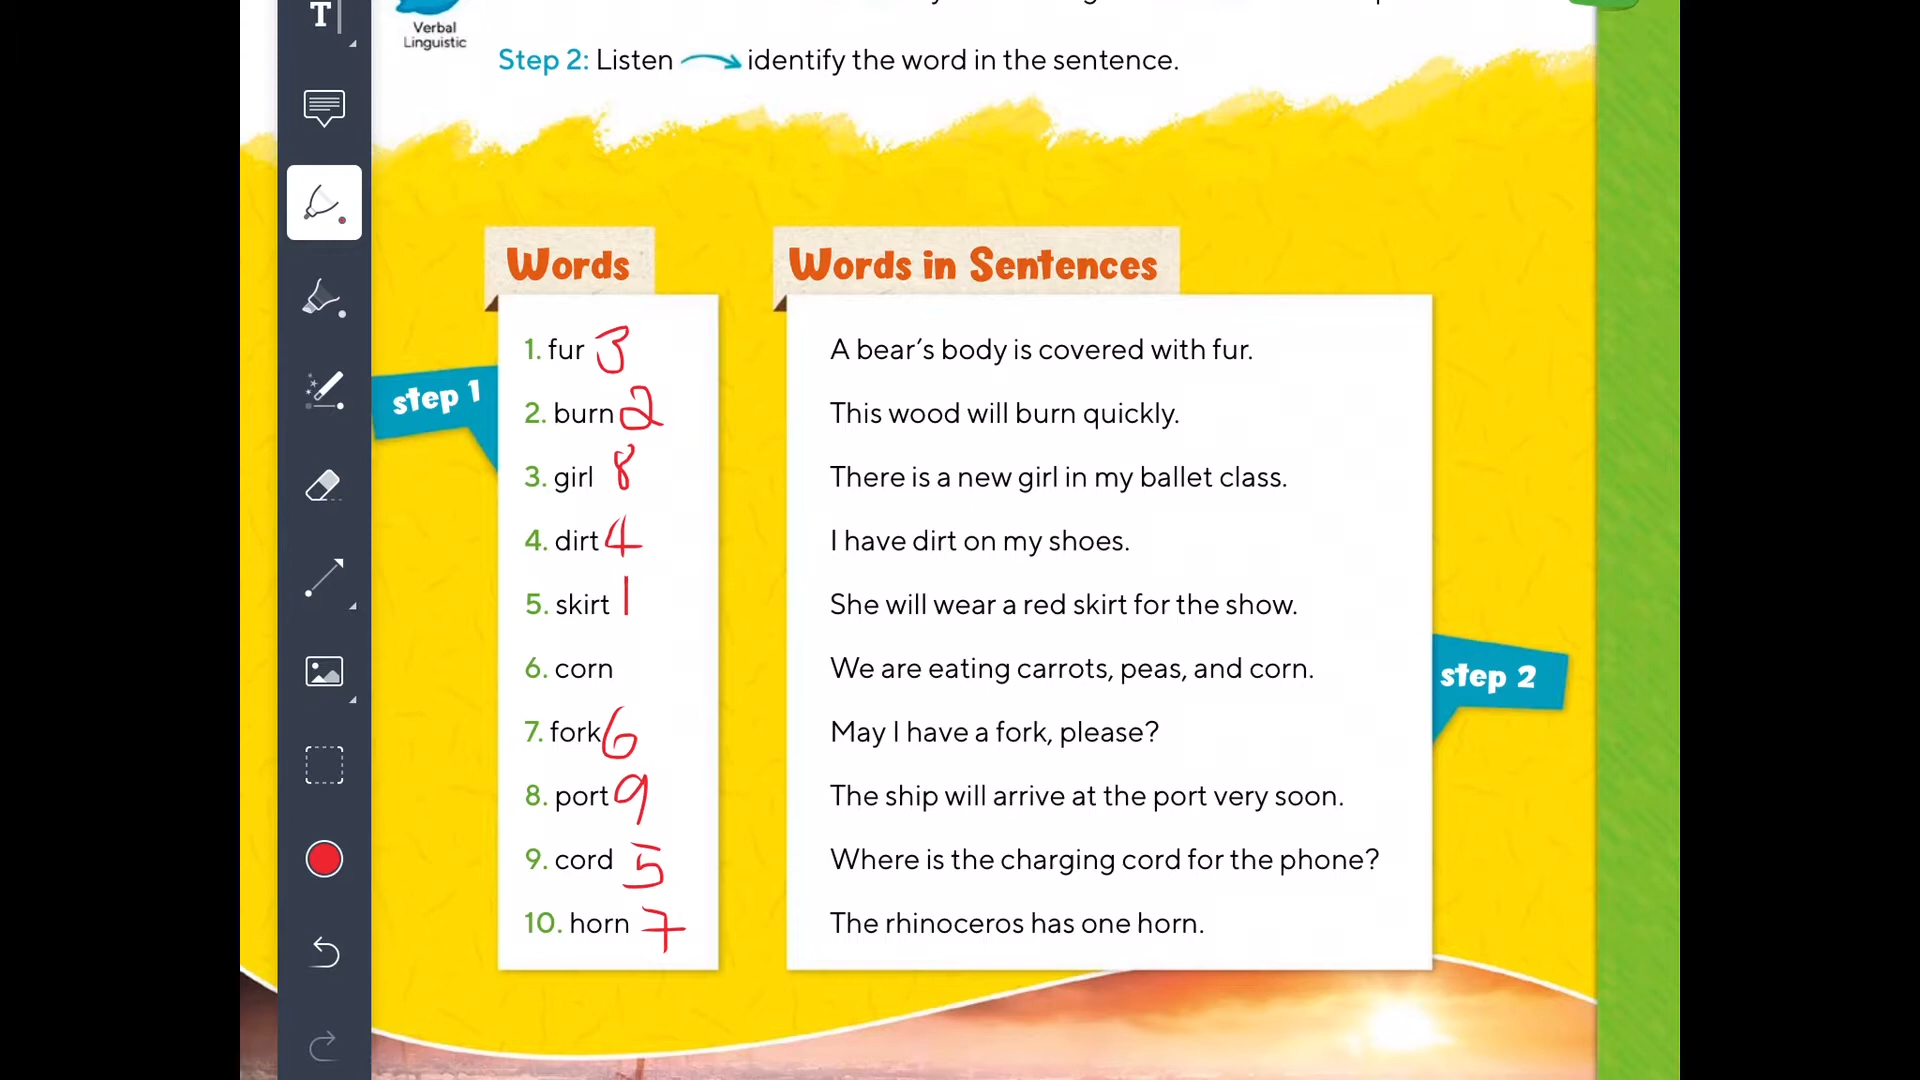 T
Verbal
Linguistic
Step 2: Listen identify the word in the sentence.
Words
Words in Sentences
step 1
1. fur 3
A bear's body is covered with fur.
2. burn 2
This wood will burn quickly.
3. girl 8
There is a new girl in my ballet class.
4. dirt 4
I have dirt on my shoes.
5. skirt 1
She will wear a red skirt for the show.
6. corn
We are eating carrots, peas, and corn.
step 2
7. fork 6
May I have a fork, please?
8. port 9
The ship will arrive at the port very soon.
9. cord 5
Where is the charging cord for the phone?
10. horn 7
The rhinoceros has one horn.